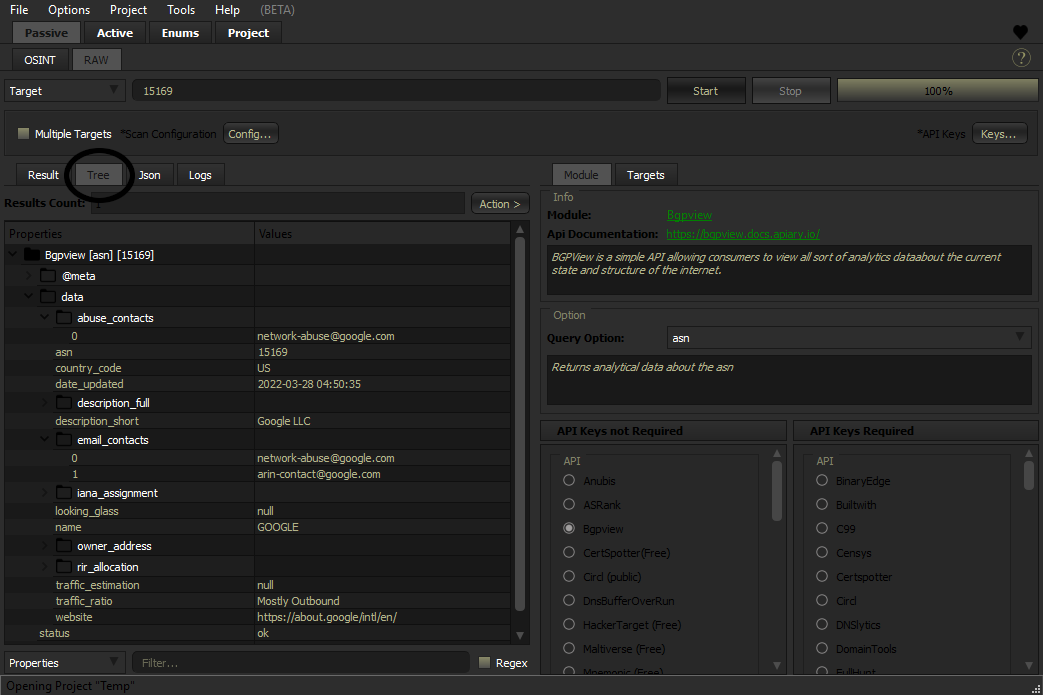 File Options Project Tools Help (BETA)
Passive Active Enums Project
OSINT RAW
?
Target 15169 Start Stop 100%
Multiple Targets *Scan Configuration Config... *API Keys Keys...
Result Tree Json Logs
Results Count: 1 Action >
Properties Values
Bgpview [asn] [15169]
@meta
data
abuse_contacts
0 network-abuse@google.com
asn 15169
country_code US
date_updated 2022-03-28 04:50:35
description_full
description_short Google LLC
email_contacts
0 network-abuse@google.com
1 arin-contact@google.com
iana_assignment
looking_glass null
name GOOGLE
owner_address
rir_allocation
traffic_estimation null
traffic_ratio Mostly Outbound
website https://about.google/intl/en/
status ok
Properties Filter... Regex
Module Targets
Info
Module: Bgpview
Api Documentation: https://bgpview.docs.apiary.io/
BGPView is a simple API allowing consumers to view all sort of analytics dataabout the current
state and structure of the internet.
Option
Query Option: asn
Returns analytical data about the asn
API Keys not Required
API
Anubis
ASRank
Bgpview
CertSpotter(Free)
Circl (public)
DnsBufferOverRun
HackerTarget (Free)
Maltiverse (Free)
Mnemonic (Free)
API Keys Required
API
BinaryEdge
Builtwith
C99
Censys
Certspotter
Circl
DNSlytics
DomainTools
FullHunt
Opening Project "Temp"